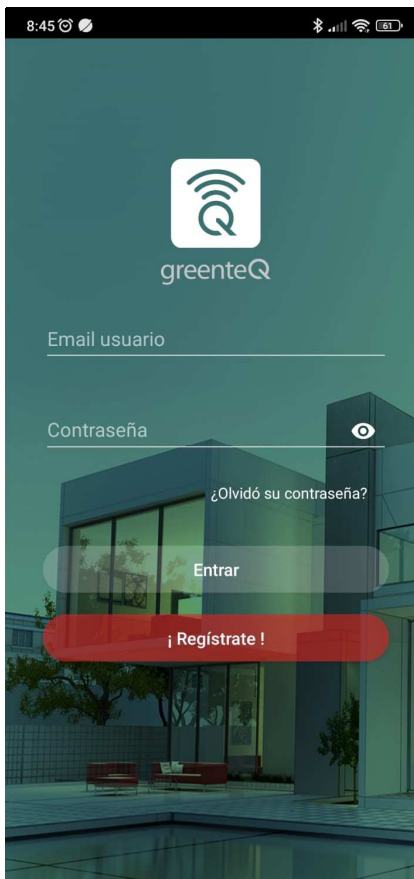 8:45
61
greenteQ
Email usuario
Contraseña
¿Olvidó su contraseña?
Entrar
¡ Regístrate !